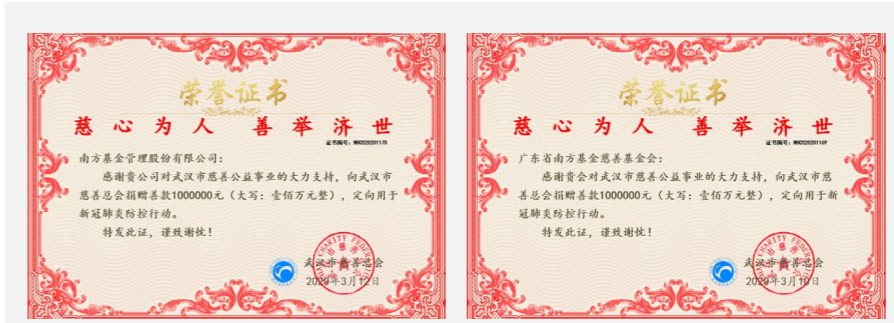 荣誉证书
慈心为人 善举济世
证书编号：WHCS20201170
南方基金管理股份有限公司：
感谢贵公司对武汉市慈善公益事业的大力支持，向武汉市
慈善总会捐赠善款1000000元（大写：壹佰万元整），定向用于
新冠肺炎防控行动。
特发此证，谨致谢忱！
武汉市慈善总会
2020年3月12日
荣誉证书
慈心为人 善举济世
证书编号：WHCS20201169
广东省南方基金慈善基金会：
感谢贵会对武汉市慈善公益事业的大力支持，向武汉市慈
善总会捐赠善款1000000元（大写：壹佰万元整），定向用于新
冠肺炎防控行动。
特发此证，谨致谢忱！
武汉市慈善总会
2020年3月10日